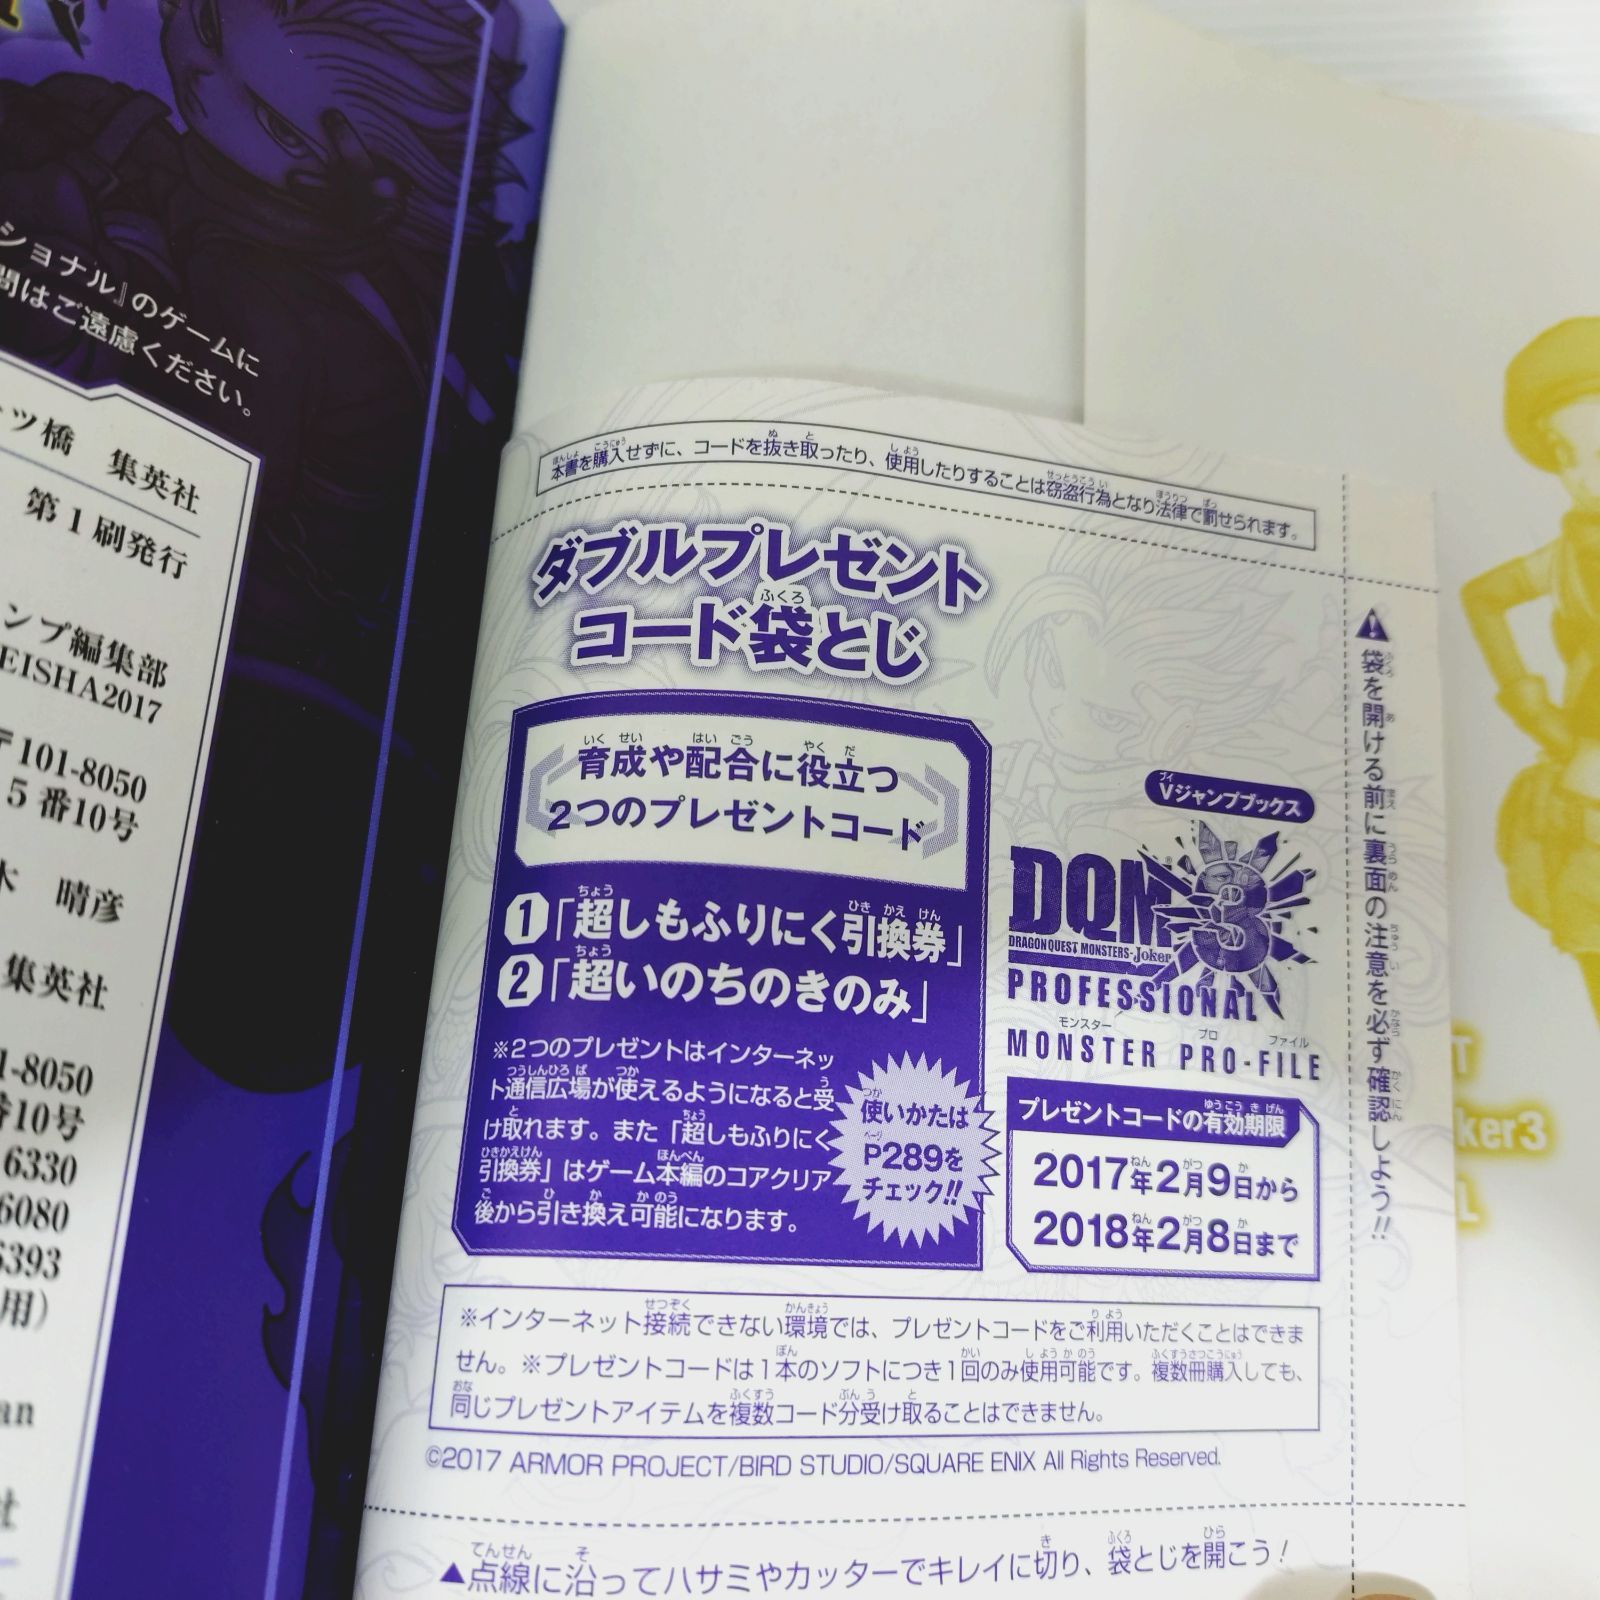 ショナル』のゲームに
間はご遠慮ください。
ツ橋 集英社
第1刷発行
ンプ編集部
EISHA2017
〒101-8050
5番10号
木 晴彦
集英社
1-8050
番10号
6330
6080
6393
用)
an
社
本書を購入せずに、コードを抜き取ったり、使用したりすることは窃盗行為となり法律で罰せられます。
ダブルプレゼント
コード袋とじ
育成や配合に役立つ
2つのプレゼントコード
❶「超しもふりにく引換券」
❷「超いのちのきのみ」
※2つのプレゼントはインターネッ
ト通信広場が使えるようになると受
け取れます。また「超しもふりにく
引換券」はゲーム本編のコアクリア
後から引き換え可能になります。
使いかたは
P289を
チェック!!
Vジャンプブックス
DQM3
DRAGON QUEST MONSTERS-Joker
PROFESSIONAL
MONSTER PRO-FILE
プレゼントコードの有効期限
2017年2月9日から
2018年2月8日まで
⚠袋を開ける前に裏面の注意を必ず確認しよう!!
※インターネット接続できない環境では、プレゼントコードをご利用いただくことはできま
せん。※プレゼントコードは1本のソフトにつき1回のみ使用可能です。複数冊購入しても、
同じプレゼントアイテムを複数コード分受け取ることはできません。
©2017 ARMOR PROJECT/BIRD STUDIO/SQUARE ENIX All Rights Reserved.
▲点線に沿ってハサミやカッターでキレイに切り、袋とじを開こう!
T
ker3
L